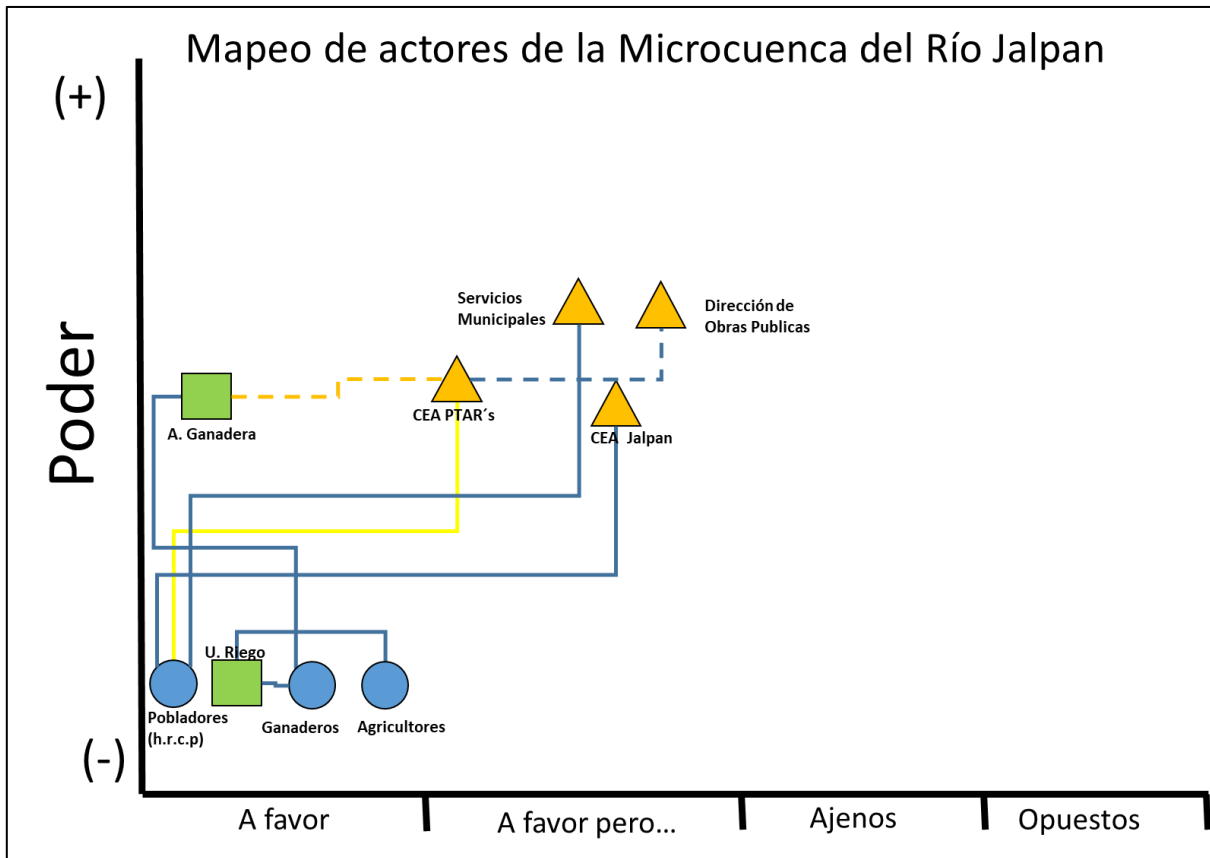 Mapeo de actores de la Microcuenca del Río Jalpan
(+)
Poder
(-)
Servicios
Municipales
Dirección de
Obras Publicas
CEA PTAR´s
CEA Jalpan
A. Ganadera
U. Riego
Pobladores
(h.r.c.p)
Ganaderos
Agricultores
A favor
A favor pero...
Ajenos
Opuestos